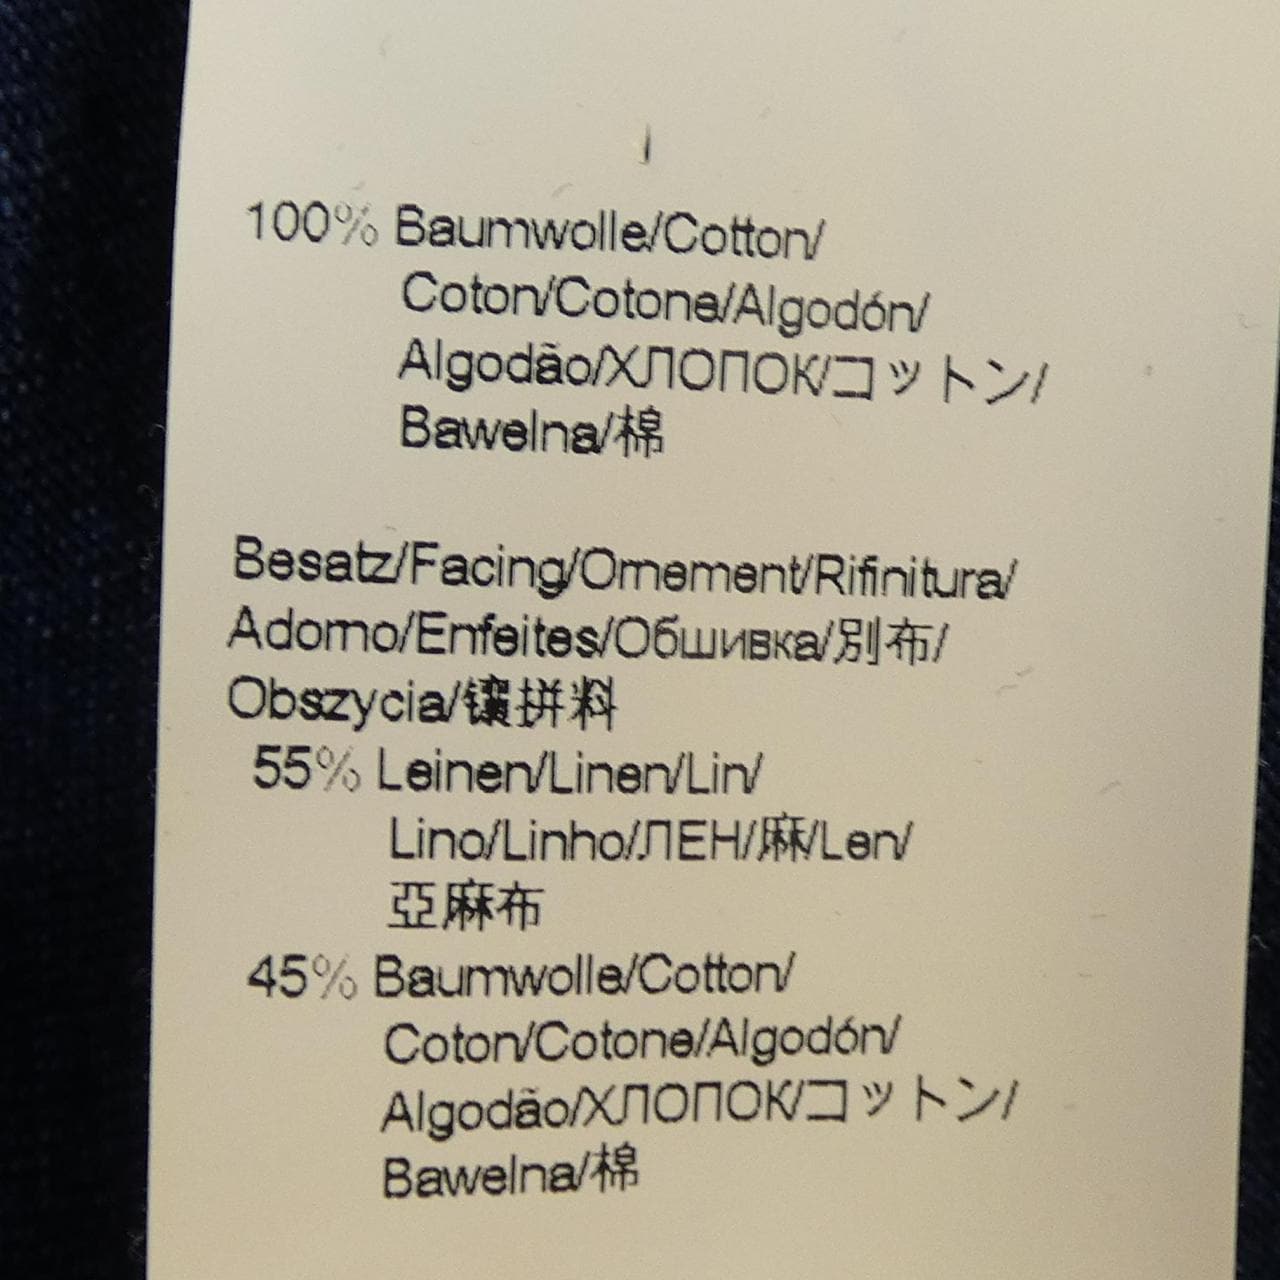 100% Baumwolle/Cotton/
Coton/Cotone/Algodón/
Algodão/ХЛОПОК/コットン/
Bawelna/棉
Besatz/Facing/Ornement/Rifinitura/
Adorno/Enfeites/Обшивка/別布/
Obszycia/镶拼料
55% Leinen/Linen/Lin/
Lino/Linho/ЛЕН/麻/Len/
亞麻布
45% Baumwolle/Cotton/
Coton/Cotone/Algodón/
Algodão/ХЛОПОК/コットン/
Bawelna/棉